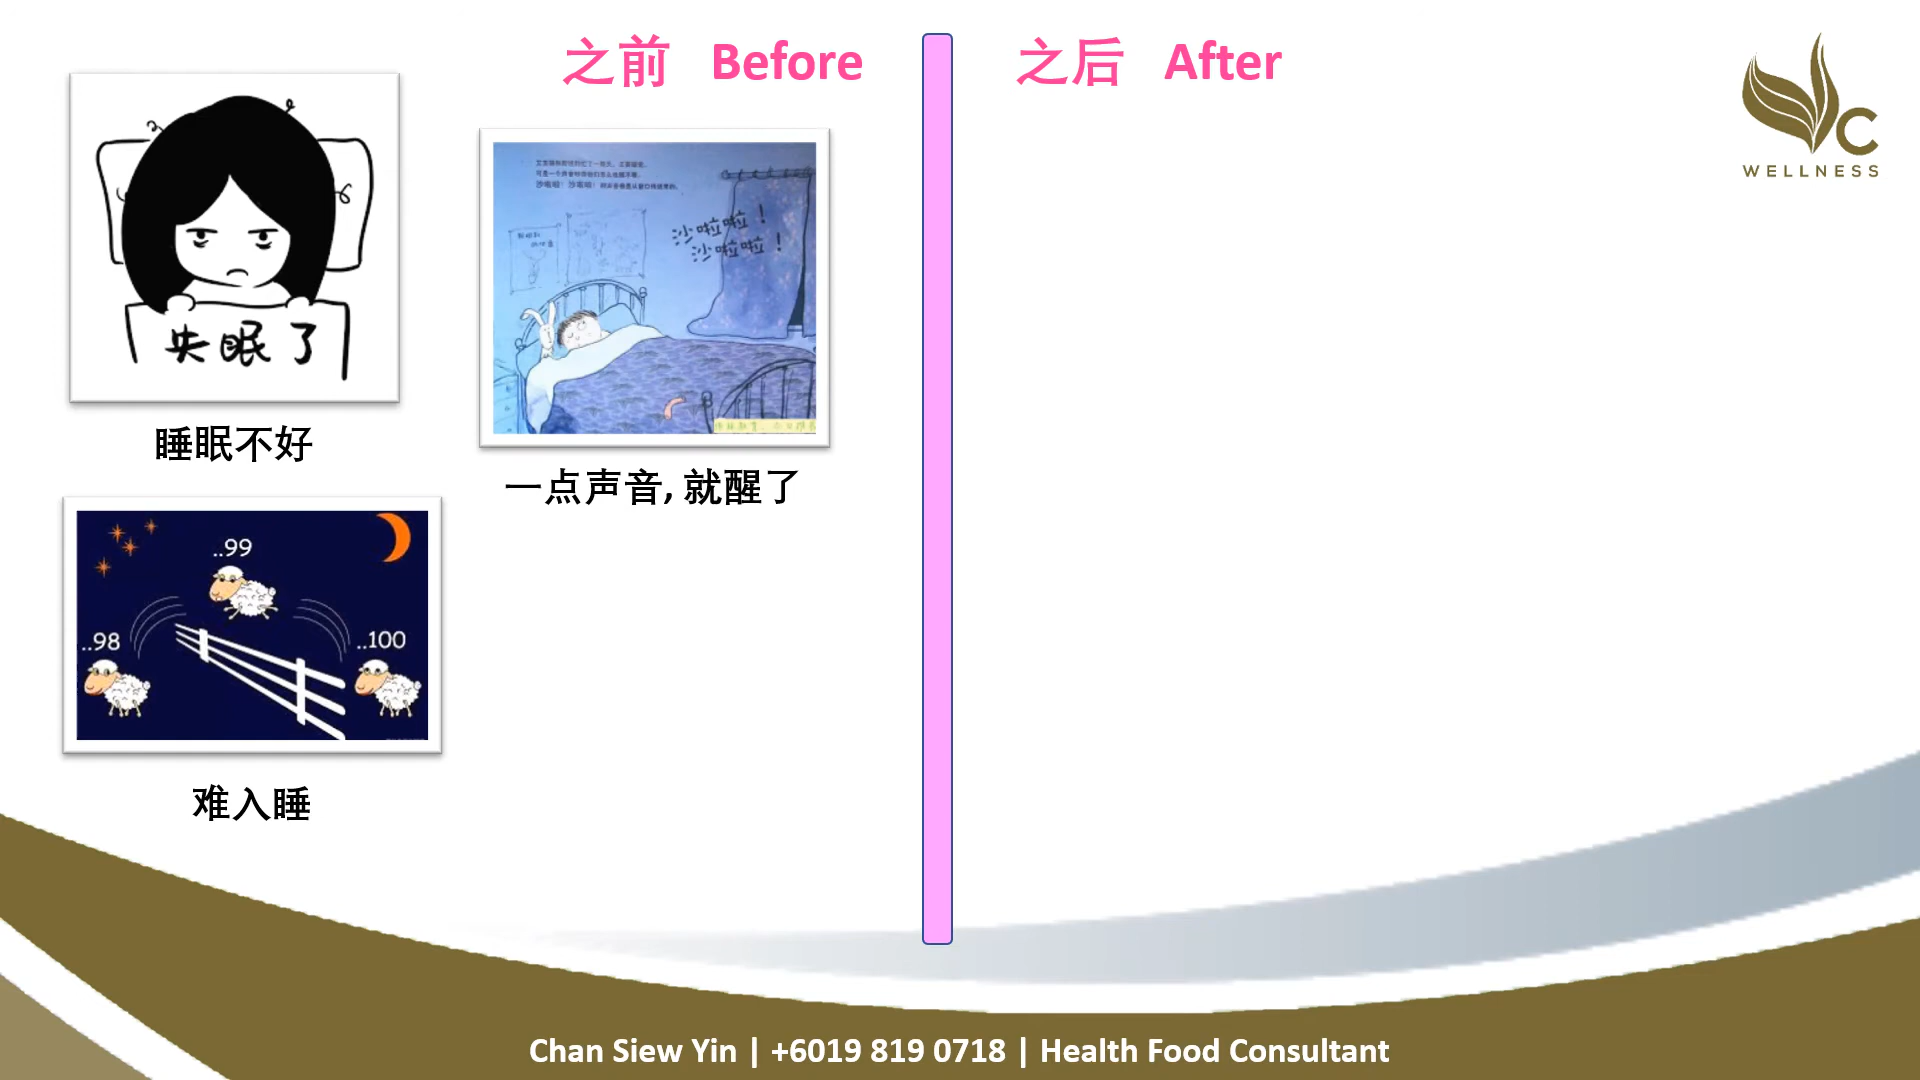 之前 Before
之后 After
C
WELLNESS
失眠了
睡眠不好
沙啦啦！
沙啦啦！
一点声音,就醒了
..99
..98
..100
难入睡
Chan Siew Yin | +6019 819 0718 | Health Food Consultant